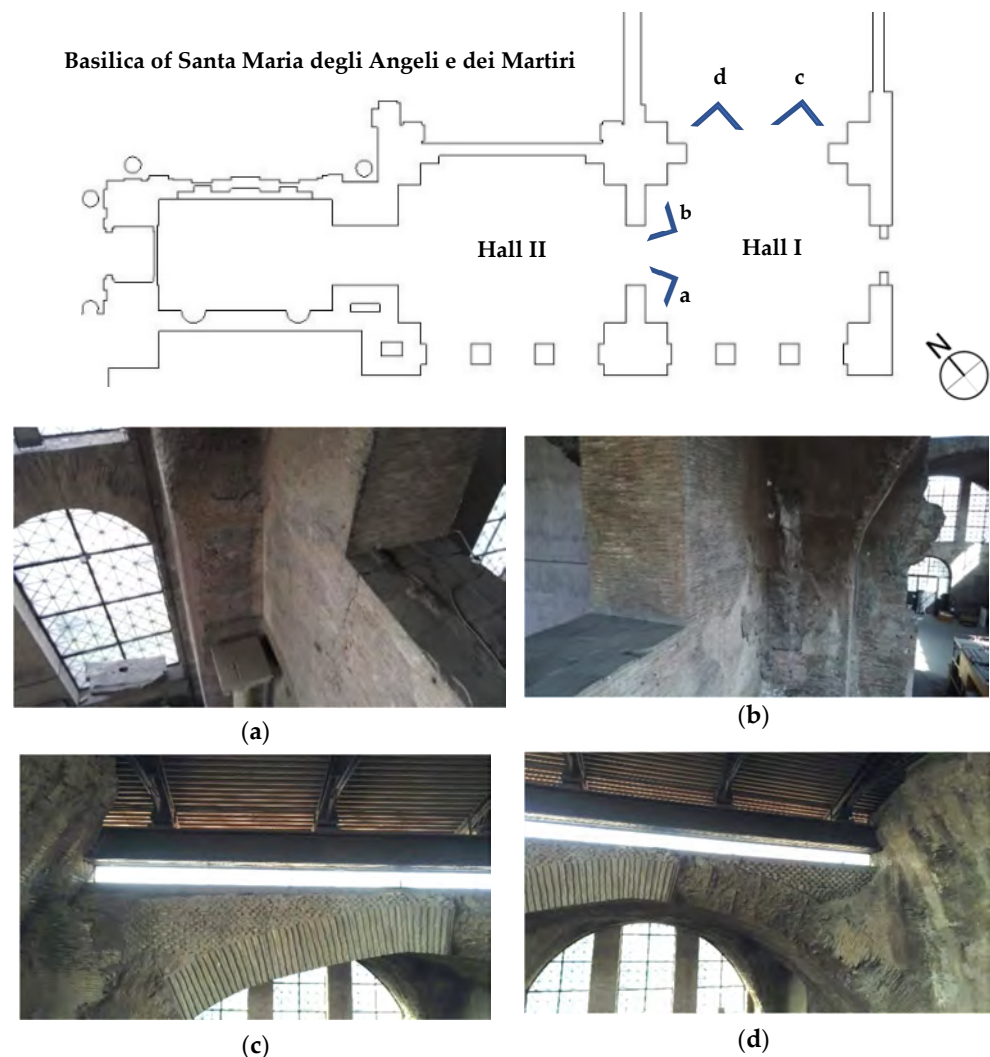 Basilica of Santa Maria degli Angeli e dei Martiri
d
c
b
Hall II
Hall I
a
N
(a)
(b)
(c)
(d)